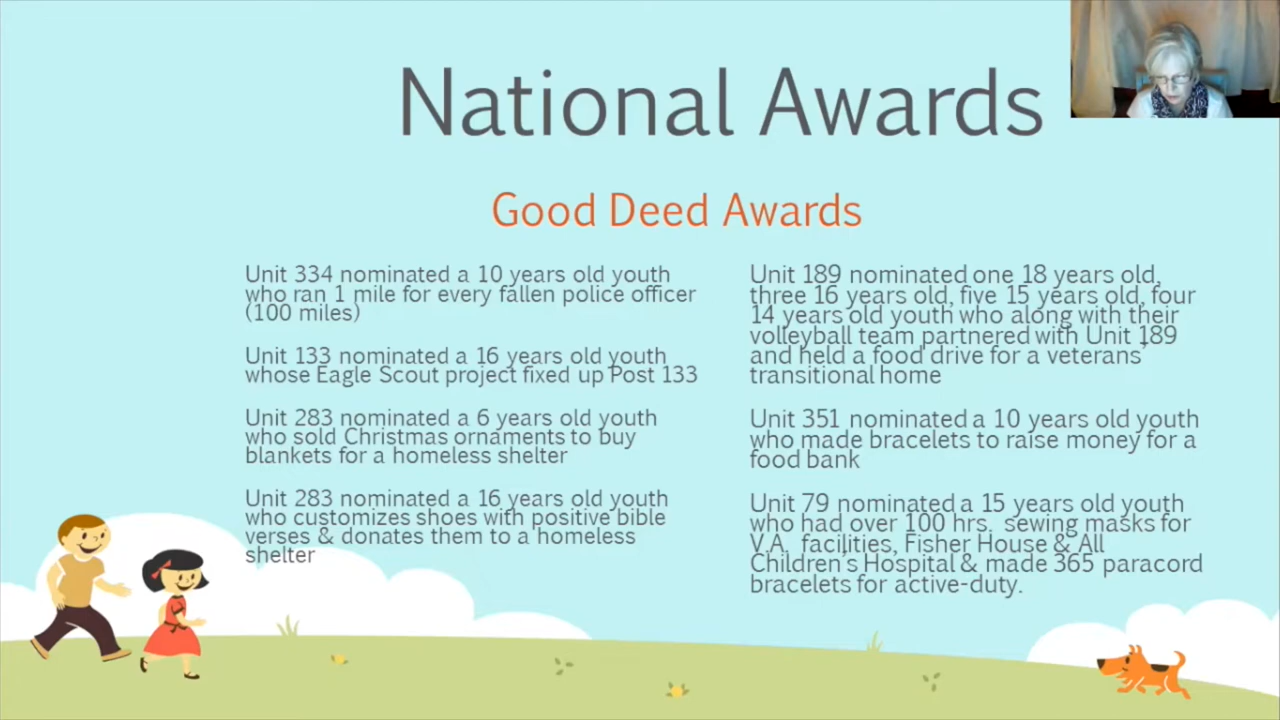 National Awards
Good Deed Awards
Unit 334 nominated a 10 years old youth
who ran 1 mile for every fallen police officer
(100 miles)
Unit 133 nominated a 16 years old youth
whose Eagle Scout project fixed up Post 133
Unit 283 nominated a 6 years old youth
who sold Christmas ornaments to buy
blankets for a homeless shelter
Unit 283 nominated a 16 years old youth
who customizes shoes with positive bible
verses & donates them to a homeless
shelter
Unit 189 nominated one 18 years old,
three 16 years old, five 15 years old, four
14 years old youth who along with their
volleyball team partnered with Unit 189
and held a food drive for a veterans'
transitional home
Unit 351 nominated a 10 years old youth
who made bracelets to raise money for a
food bank
Unit 79 nominated a 15 years old youth
who had over 100 hrs. sewing masks for
V.A. facilities, Fisher House & All
Children's Hospital & made 365 paracord
bracelets for active-duty.